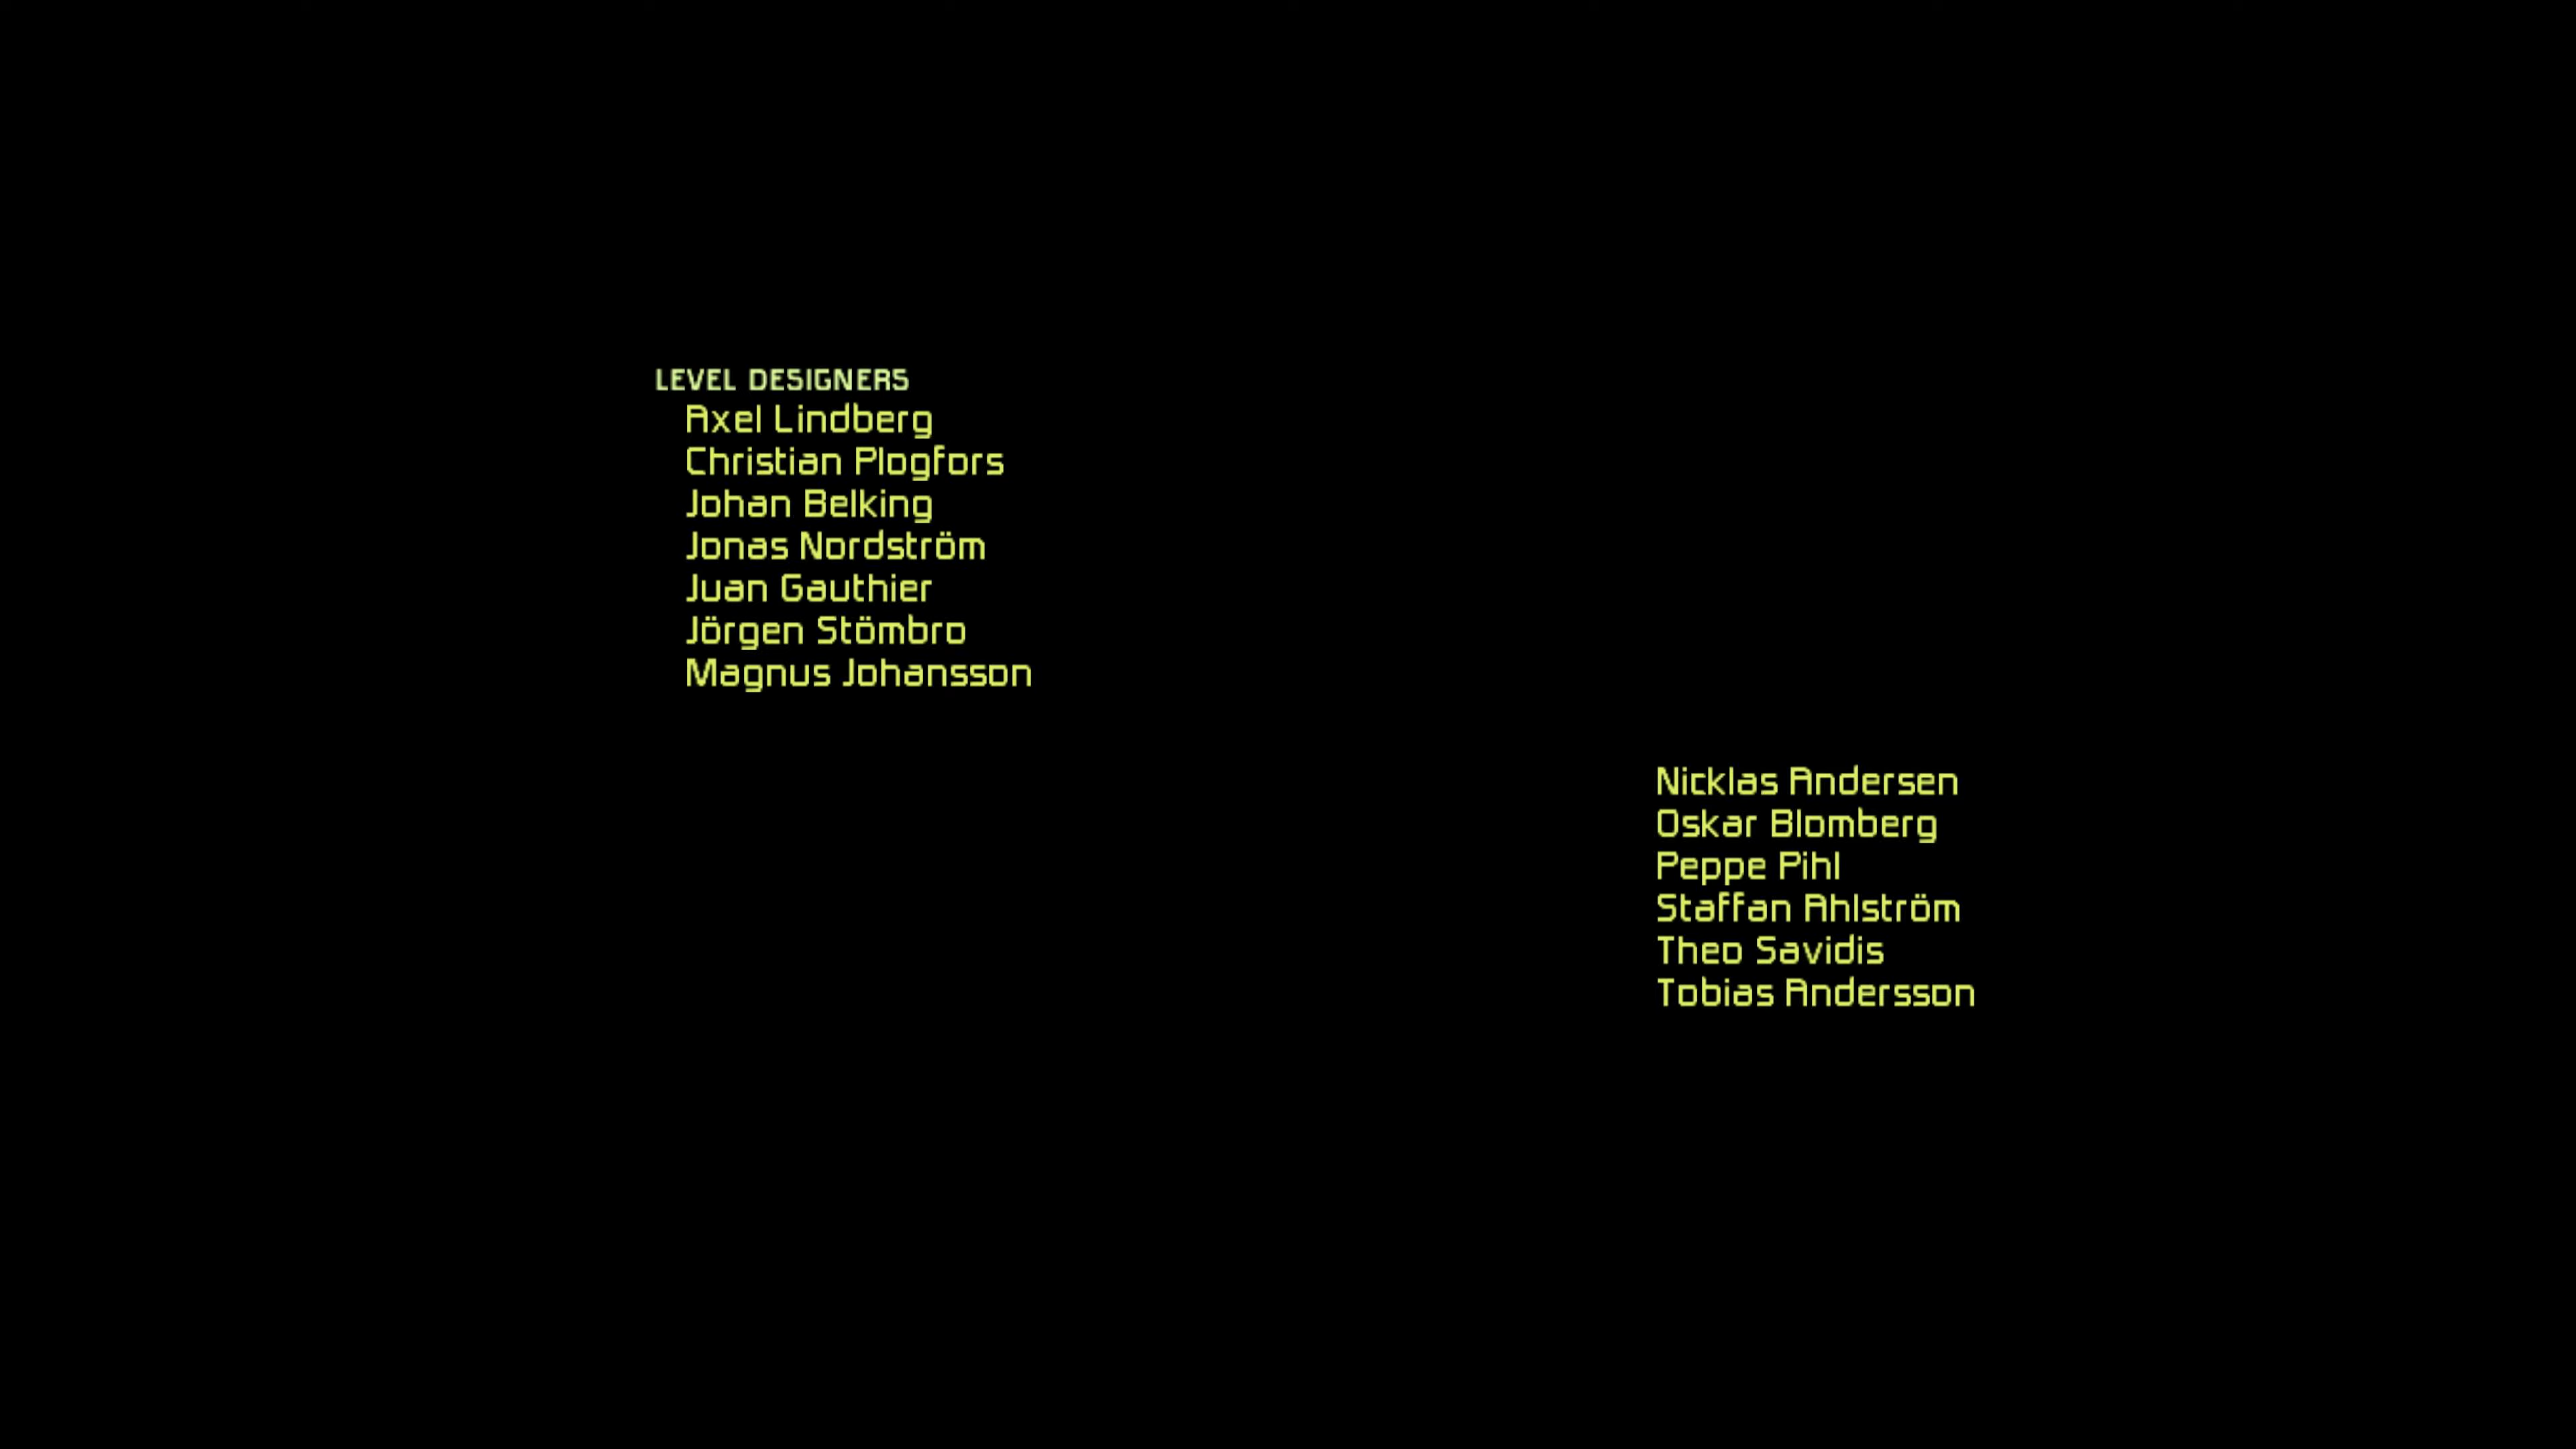 LEVEL DESIGNERS
Axel Lindberg
Christian Plogfors
Johan Belking
Jonas Nordström
Juan Gauthier
Jörgen Stömbro
Magnus Johansson
Nicklas Andersen
Oskar Blomberg
Peppe Pihl
Staffan Ahlström
Theo Savidis
Tobias Andersson